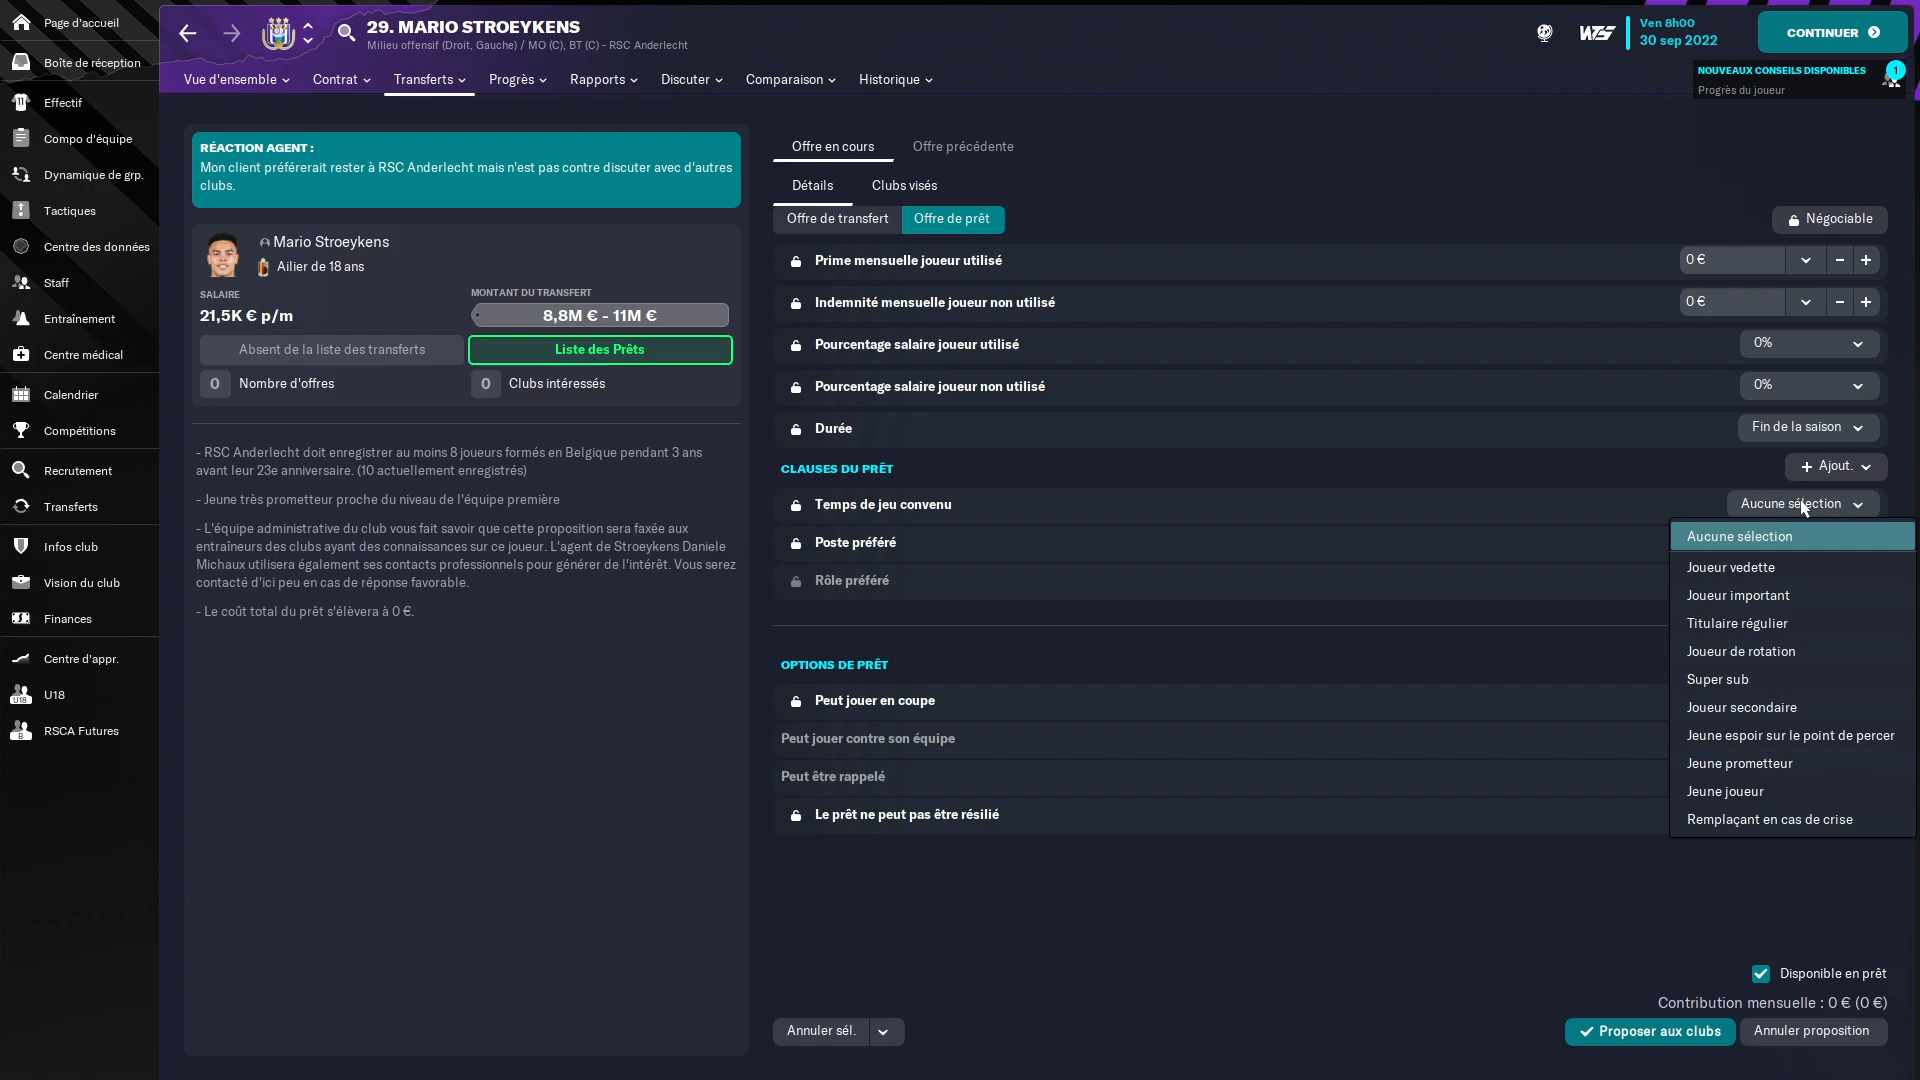 Page d'accueil
Boîte de réception
Effectif
Compo d'équipe
Dynamique de grp.
Tactiques
Centre des données
Staff
Entraînement
Centre médical
Calendrier
Compétitions
Recrutement
Transferts
Infos club
Vision du club
Finances
Centre d'appr.
U18
RSCA Futures
29. MARIO STROEYKENS
Milieu offensif (Droit, Gauche) / MO (C), BT (C) - RSC Anderlecht
Ven 8h00
30 sep 2022
CONTINUER
NOUVEAUX CONSEILS DISPONIBLES
1
Progrès du joueur
Vue d'ensemble
Contrat
Transferts
Progrès
Rapports
Discuter
Comparaison
Historique
RÉACTION AGENT :
Mon client préférerait rester à RSC Anderlecht mais n'est pas contre discuter avec d'autres
clubs.
Mario Stroeykens
Ailier de 18 ans
SALAIRE
MONTANT DU TRANSFERT
21,5K € p/m
8,8M € - 11M €
Absent de la liste des transferts
Liste des Prêts
0 Nombre d'offres
0 Clubs intéressés
- RSC Anderlecht doit enregistrer au moins 8 joueurs formés en Belgique pendant 3 ans
avant leur 23e anniversaire. (10 actuellement enregistrés)
- Jeune très prometteur proche du niveau de l'équipe première
- L'équipe administrative du club vous fait savoir que cette proposition sera faxée aux
entraîneurs des clubs ayant des connaissances sur ce joueur. L'agent de Stroeykens Daniele
Michaux utilisera également ses contacts professionnels pour générer de l'intérêt. Vous serez
contacté d'ici peu en cas de réponse favorable.
- Le coût total du prêt s'élèvera à 0 €.
Offre en cours
Offre précédente
Détails
Clubs visés
Offre de transfert
Offre de prêt
Négociable
Prime mensuelle joueur utilisé
0 €
Indemnité mensuelle joueur non utilisé
0 €
Pourcentage salaire joueur utilisé
0%
Pourcentage salaire joueur non utilisé
0%
Durée
Fin de la saison
CLAUSES DU PRÊT
+ Ajout.
Temps de jeu convenu
Aucune sélection
Poste préféré
Rôle préféré
Aucune sélection
Joueur vedette
Joueur important
Titulaire régulier
Joueur de rotation
Super sub
Joueur secondaire
Jeune espoir sur le point de percer
Jeune prometteur
Jeune joueur
Remplaçant en cas de crise
OPTIONS DE PRÊT
Peut jouer en coupe
Peut jouer contre son équipe
Peut être rappelé
Le prêt ne peut pas être résilié
Disponible en prêt
Contribution mensuelle : 0 € (0 €)
Annuler sél.
Proposer aux clubs
Annuler proposition